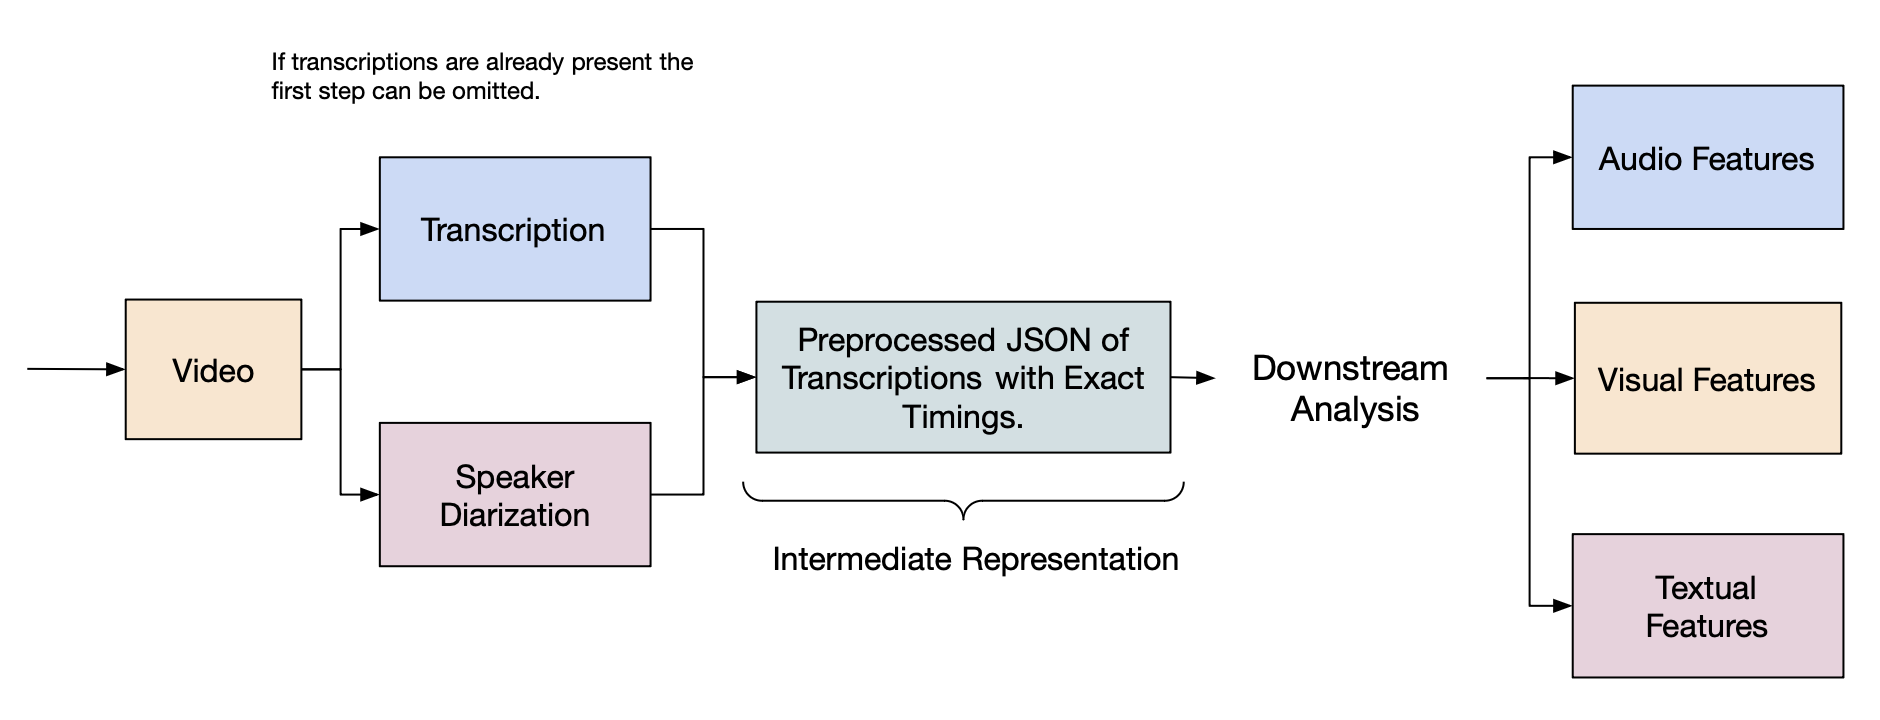 If transcriptions are already present the
first step can be omitted.
Transcription
Video
Speaker
Diarization
Preprocessed JSON of
Transcriptions with Exact
Timings.
Intermediate Representation
Downstream
Analysis
Audio Features
Visual Features
Textual
Features